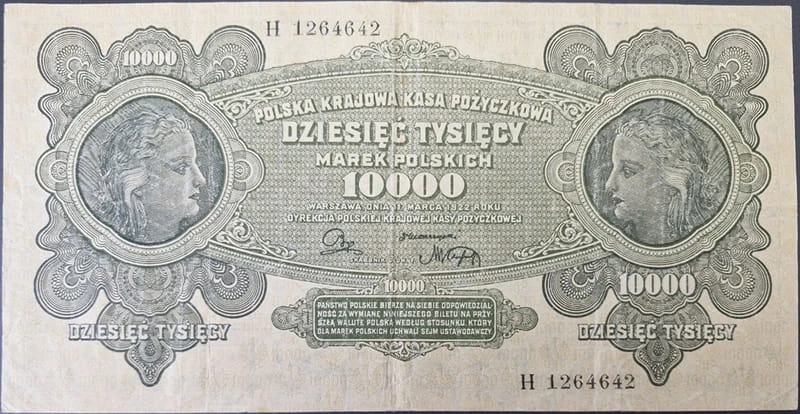 H 1264642
10000
POLSKA KRAJOWA KASA POŻYCZKOWA
DZIESIĘĆ TYSIĘCY
MAREK POLSKICH
10000
WARSZAWA DNIA 11 MARCA 1922 ROKU
DYREKCJA POLSKIEJ KRAJOWEJ KASY POŻYCZKOWEJ
10000
10000
PAŃSTWO POLSKIE BIERZE NA SIEBIE ODPOWIEDZIAL
NOŚĆ ZA WYMIANĘ NINIEJSZEGO BILETU NA PRZY
SZŁĄ WALUTĘ POLSKĄ WEDŁUG STOSUNKU, KTÓRY
DLA MAREK POLSKICH UCHWALI SEJM USTAWODAWCZY
DZIESIĘĆ TYSIĘCY
DZIESIĘĆ TYSIĘCY
H 1264642